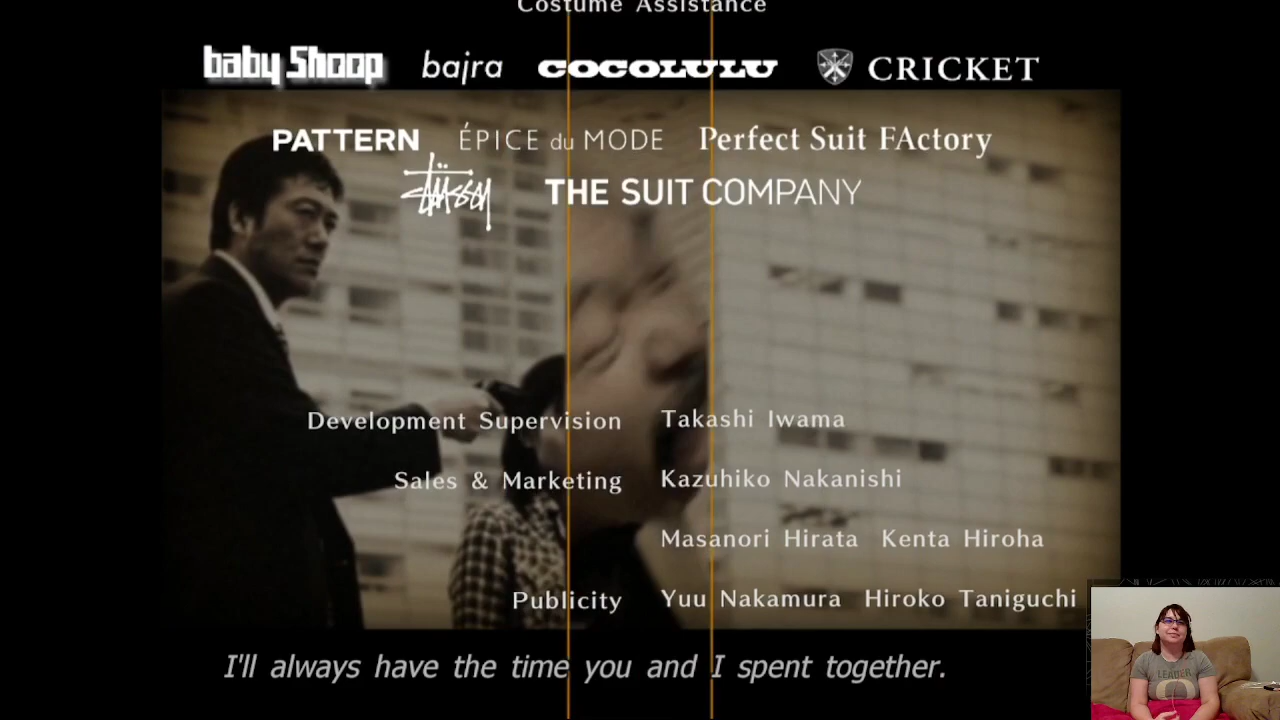 Costume Assistance
baby Shoop bajra COCOLULU CRICKET
PATTERN ÉPICE du MODE Perfect Suit FActory
STÜSSY THE SUIT COMPANY
Development Supervision Takashi Iwama
Sales & Marketing Kazuhiko Nakanishi
Masanori Hirata Kenta Hiroha
Publicity Yuu Nakamura Hiroko Taniguchi
I'll always have the time you and I spent together.
LEADER